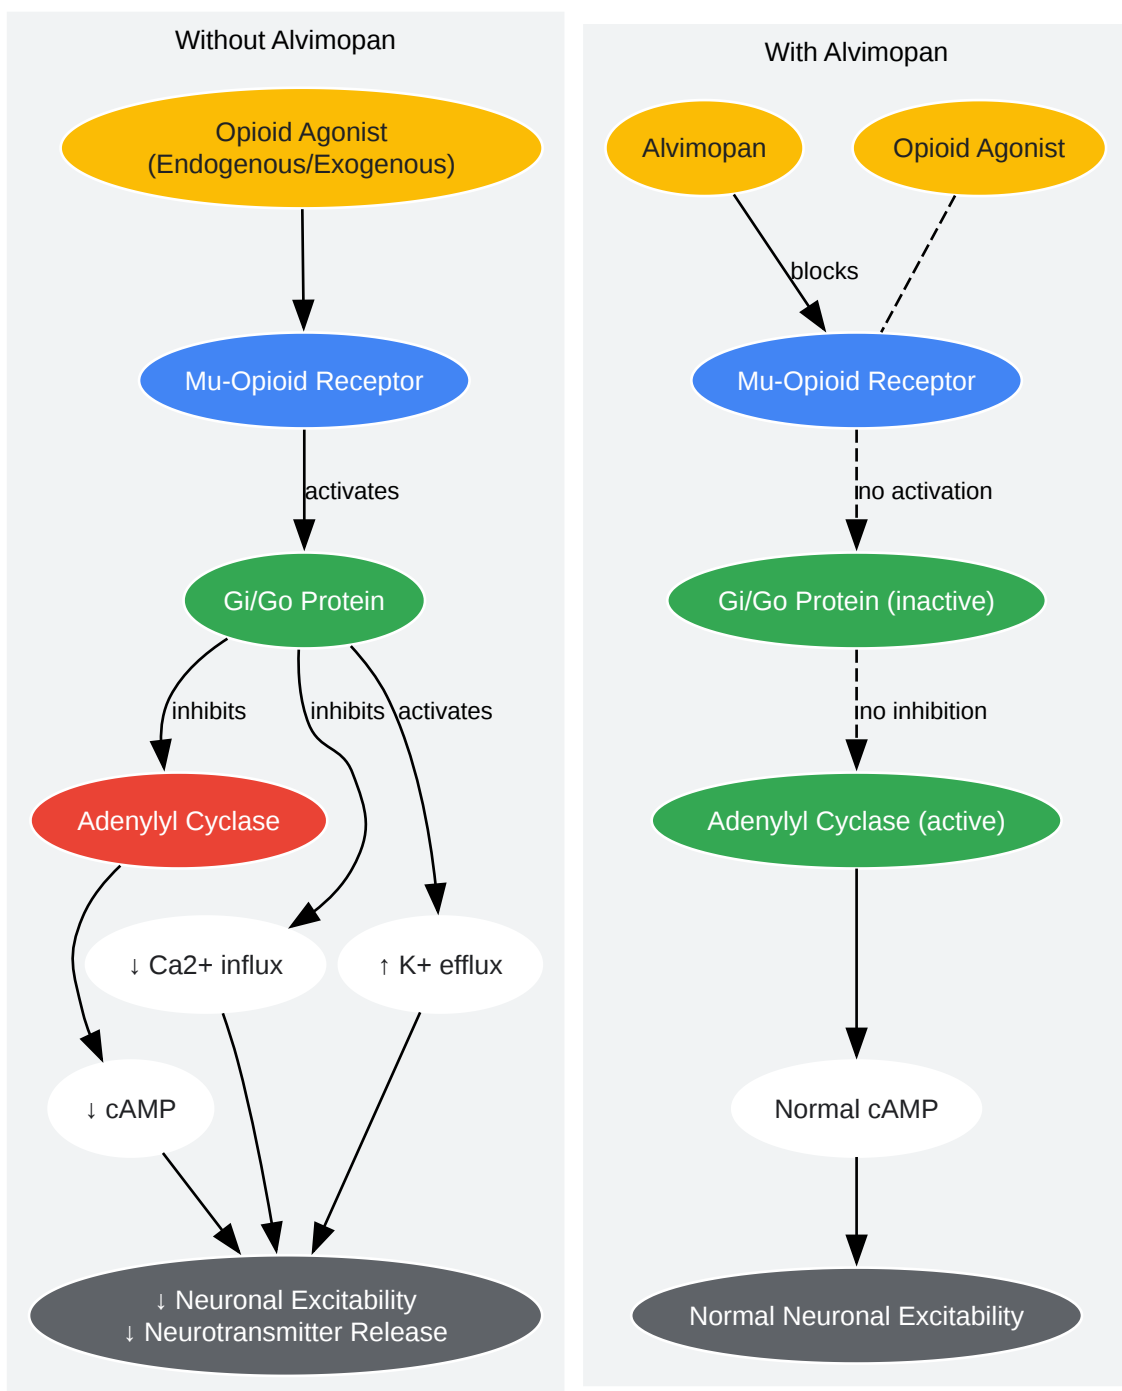 Without Alvimopan
Opioid Agonist
(Endogenous/Exogenous)
Mu-Opioid Receptor
activates
Gi/Go Protein
inhibits
inhibits
activates
Adenylyl Cyclase
↓ Ca2+ influx
↑ K+ efflux
↓ cAMP
↓ Neuronal Excitability
↓ Neurotransmitter Release
With Alvimopan
Alvimopan
Opioid Agonist
blocks
Mu-Opioid Receptor
no activation
Gi/Go Protein (inactive)
no inhibition
Adenylyl Cyclase (active)
Normal cAMP
Normal Neuronal Excitability